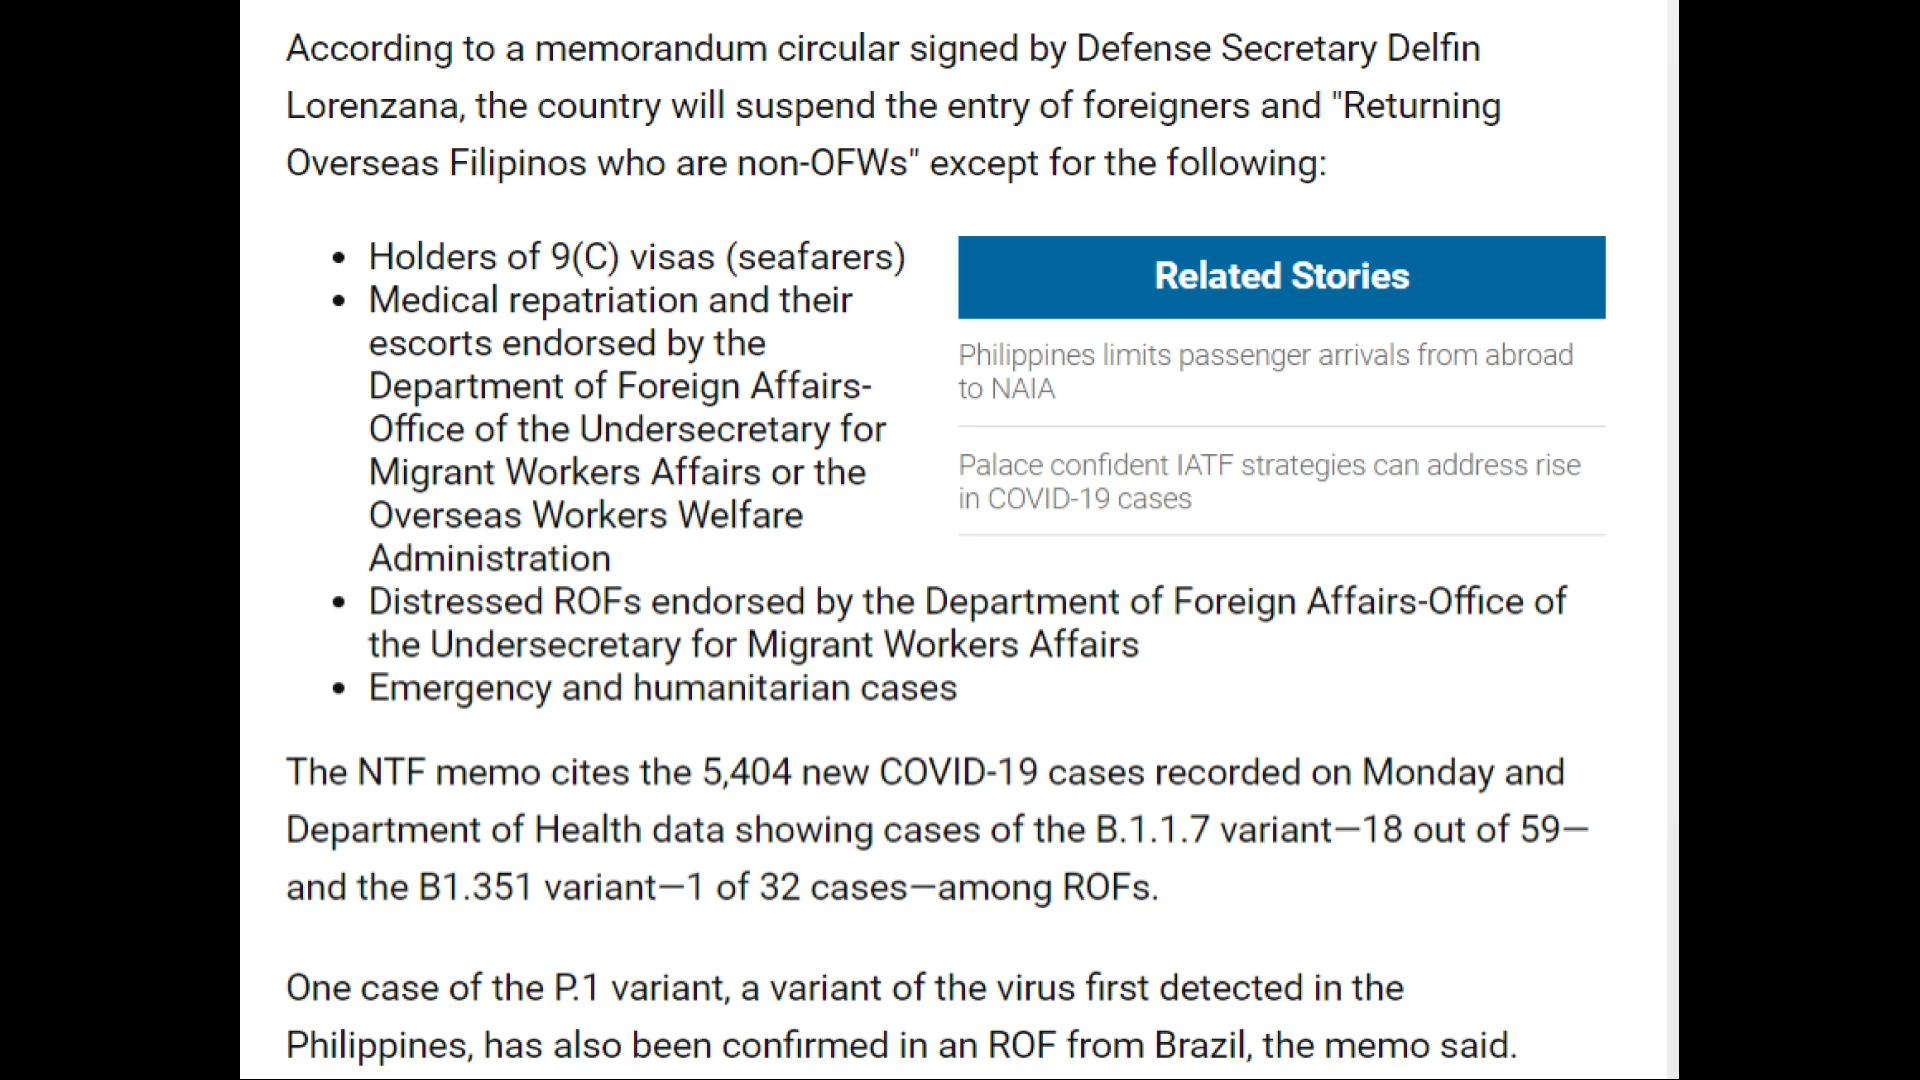 According to a memorandum circular signed by Defense Secretary Delfin
Lorenzana, the country will suspend the entry of foreigners and "Returning
Overseas Filipinos who are non-OFWs" except for the following:
• Holders of 9(C) visas (seafarers)
• Medical repatriation and their
escorts endorsed by the
Department of Foreign Affairs-
Office of the Undersecretary for
Migrant Workers Affairs or the
Overseas Workers Welfare
Administration
• Distressed ROFs endorsed by the Department of Foreign Affairs-Office of
the Undersecretary for Migrant Workers Affairs
• Emergency and humanitarian cases
Related Stories
Philippines limits passenger arrivals from abroad
to NAIA
Palace confident IATF strategies can address rise
in COVID-19 cases
The NTF memo cites the 5,404 new COVID-19 cases recorded on Monday and
Department of Health data showing cases of the B.1.1.7 variant—18 out of 59—
and the B1.351 variant—1 of 32 cases—among ROFs.
One case of the P.1 variant, a variant of the virus first detected in the
Philippines, has also been confirmed in an ROF from Brazil, the memo said.